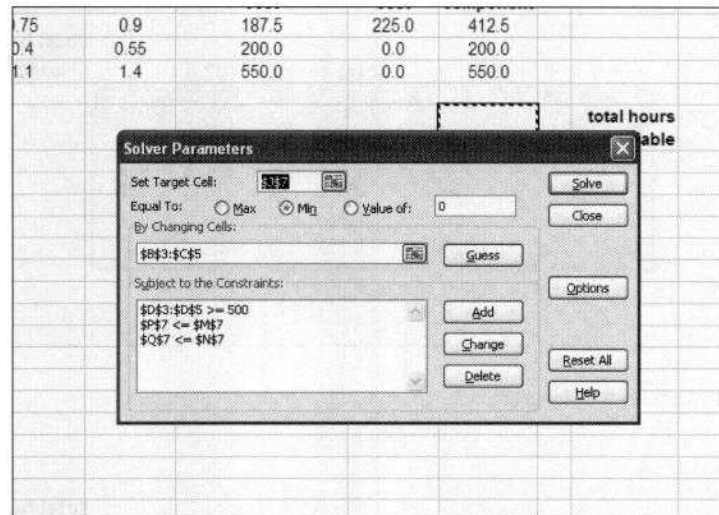 0.9 187.5 225.0 412.5
0.4 0.55 200.0 0.0 200.0
1.1 1.4 550.0 0.0 550.0
total hours
Solver Parameters
Set Target Cell: $J$7 Solve
Equal To: Max Min Value of: 0 Close
By Changing Cells:
$B$3:$C$5 Guess
Subject to the Constraints: Options
$D$3:$D$5 >= 500 Add
$P$7 <= $M$7 Change
$Q$7 <= $N$7 Reset All
Delete
Help